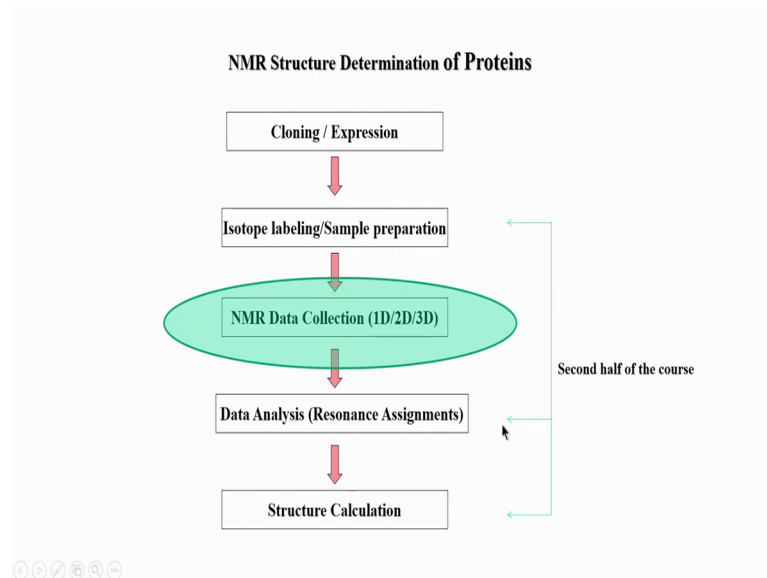 NMR Structure Determination of Proteins
Cloning / Expression
Isotope labeling/Sample preparation
NMR Data Collection (1D/2D/3D)
Second half of the course
Data Analysis (Resonance Assignments)
Structure Calculation